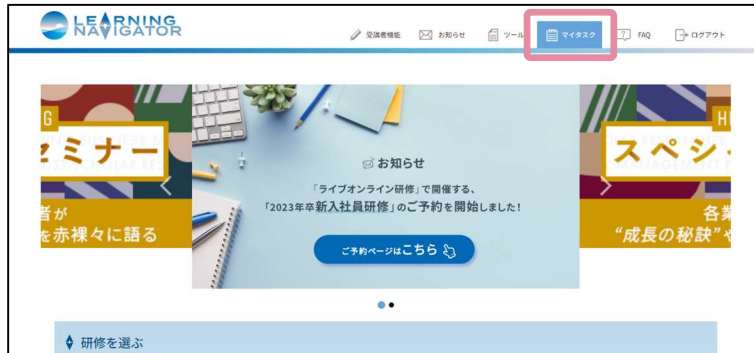 LEARNING
NAVIGATOR
受講者機能
お知らせ
ツール
マイタスク
FAQ
ログアウト
G
ミナー
者が
を赤裸々に語る
お知らせ
「ライブオンライン研修」で開催する、
「2023年卒新入社員研修」のご予約を開始しました!
ご予約ページはこちら
スペシ
各業
“成長の秘訣”や
研修を選ぶ